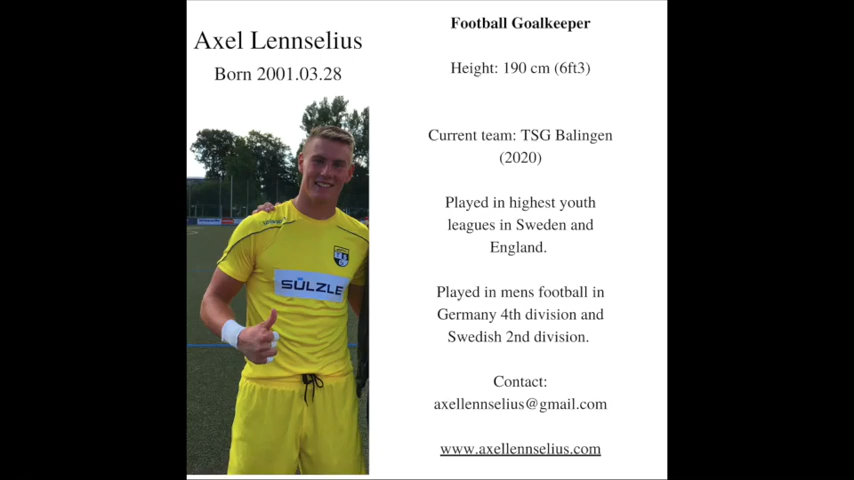 Axel Lennselius
Born 2001.03.28
SÜLZLE
Football Goalkeeper
Height: 190 cm (6ft3)
Current team: TSG Balingen
(2020)
Played in highest youth
leagues in Sweden and
England.
Played in mens football in
Germany 4th division and
Swedish 2nd division.
Contact:
axellennselius@gmail.com
www.axellennselius.com